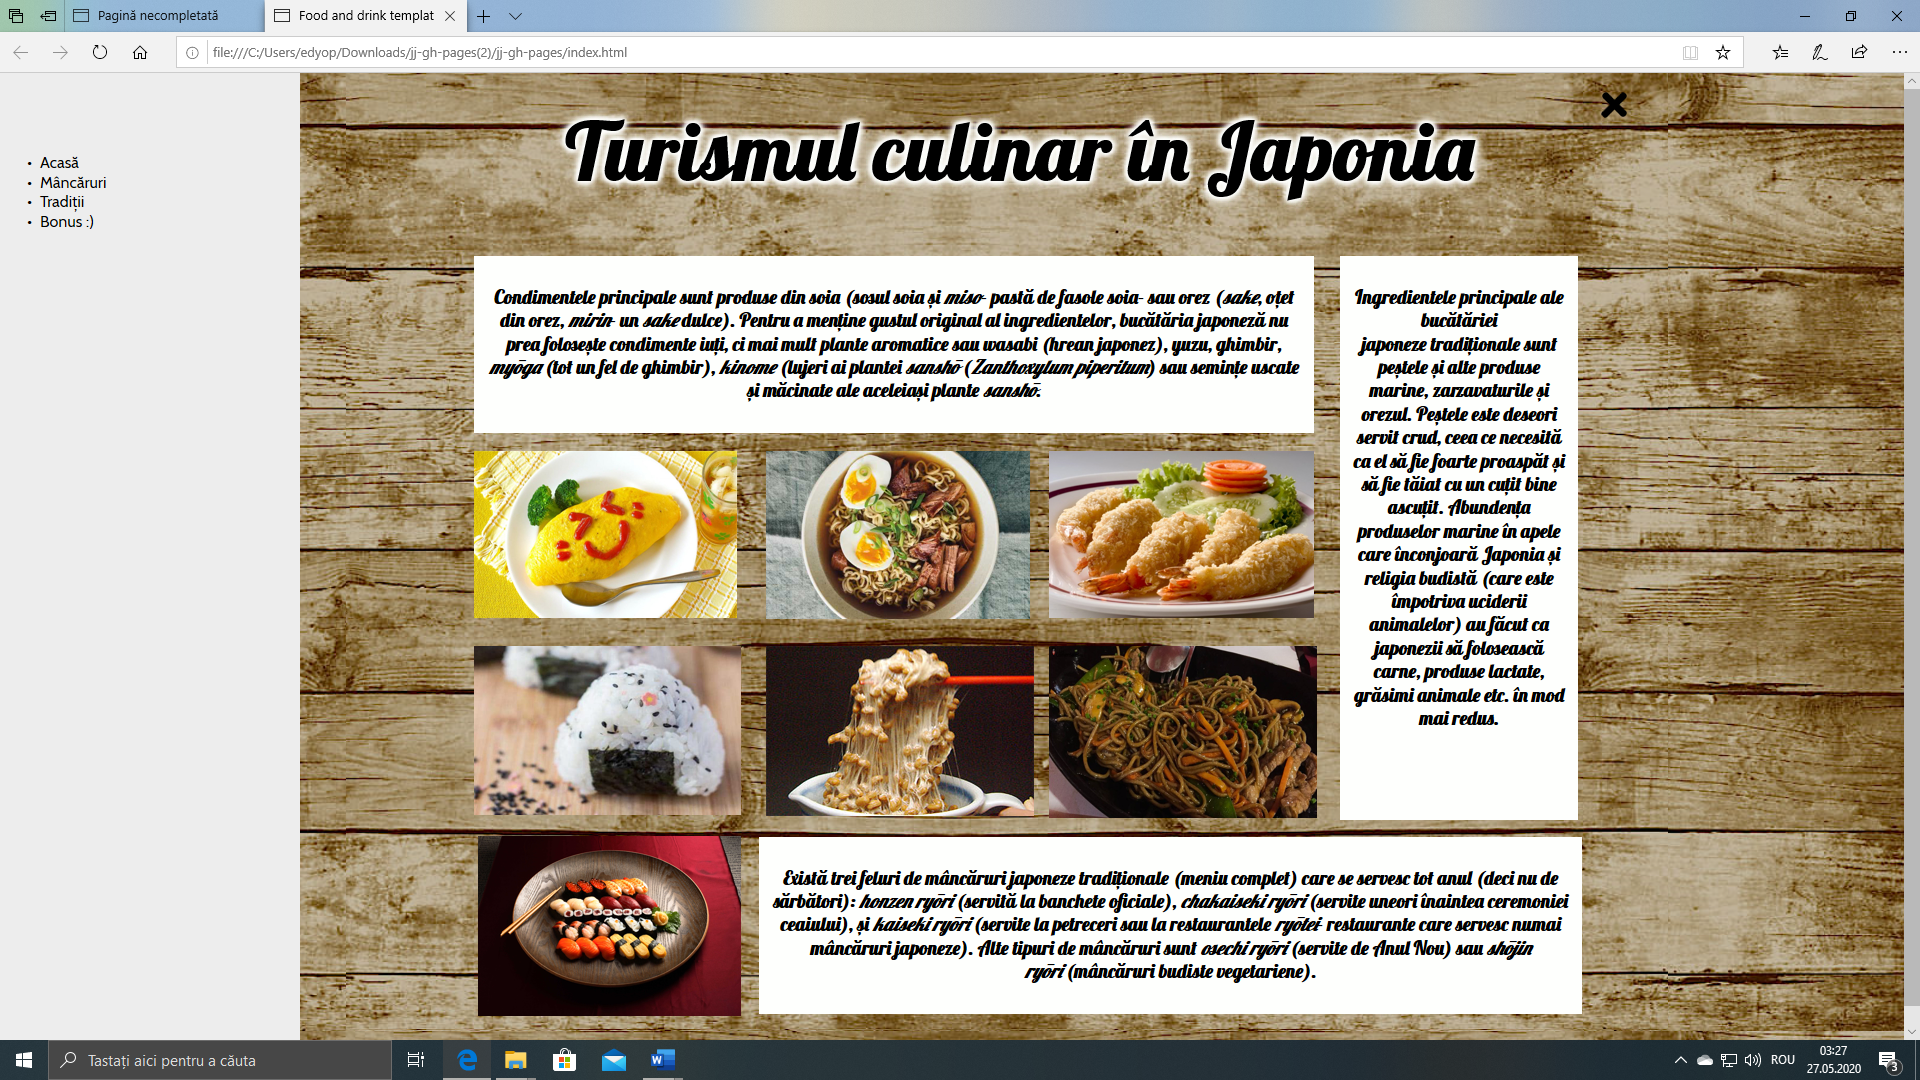 Pagină necompletată
Food and drink templat
file:///C:/Users/edyop/Downloads/jj-gh-pages(2)/jj-gh-pages/index.html
Acasă
Mâncăruri
Tradiții
Bonus :)
Turismul culinar în Japonia
Condimentele principale sunt produse din soia (sosul soia și miso- pastă de fasole soia- sau orez (sake, oțet
din orez, mirin- un sake dulce). Pentru a menține gustul original al ingredientelor, bucătăria japoneză nu
prea folosește condimente iuți, ci mai mult plante aromatice sau wasabi (hrean japonez), yuzu, ghimbir,
myōga (tot un fel de ghimbir), kinome (lujeri ai plantei sanshō (Zanthoxylum piperitum) sau semințe uscate
și măcinate ale aceleiași plante sanshō.
Ingredientele principale ale
bucătăriei
japoneze tradiționale sunt
peștele și alte produse
marine, zarzavaturile și
orezul. Peștele este deseori
servit crud, ceea ce necesită
ca el să fie foarte proaspăt și
să fie tăiat cu un cuțit bine
ascuțit. Abundența
produselor marine în apele
care înconjoară Japonia și
religia budistă (care este
împotriva uciderii
animalelor) au făcut ca
japonezii să folosească
carne, produse lactate,
grăsimi animale etc. în mod
mai redus.
Există trei feluri de mâncăruri japoneze tradiționale (meniu complet) care se servesc tot anul (deci nu de
sărbători): honzen ryōri (servită la banchete oficiale), chakaiseki ryōri (servite uneori înaintea ceremoniei
ceaiului), și kaiseki ryōri (servite la petreceri sau la restaurantele ryōtei- restaurante care servesc numai
mâncăruri japoneze). Alte tipuri de mâncăruri sunt osechi ryōri (servite de Anul Nou) sau shōjin
ryōri (mâncăruri budiste vegetariene).
Tastați aici pentru a căuta
ROU
03:27
27.05.2020
3